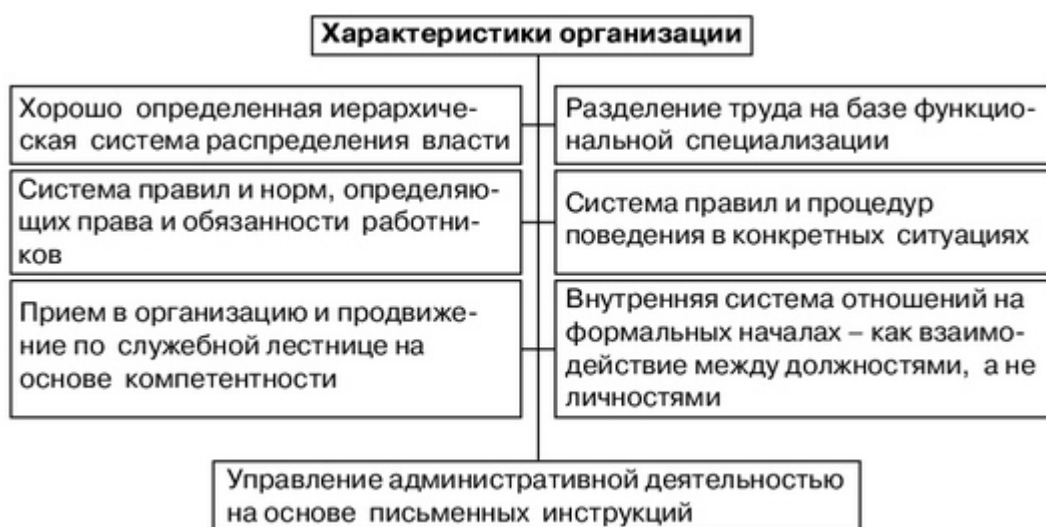 Характеристики организации
Хорошо определенная иерархиче-
ская система распределения власти
Разделение труда на базе функцио-
нальной специализации
Система правил и норм, определяю-
щих права и обязанности работни-
ков
Система правил и процедур
поведения в конкретных ситуациях
Прием в организацию и продвиже-
ние по служебной лестнице на
основе компетентности
Внутренняя система отношений на
формальных началах – как взаимо-
действие между должностями, а не
личностями
Управление административной деятельностью
на основе письменных инструкций